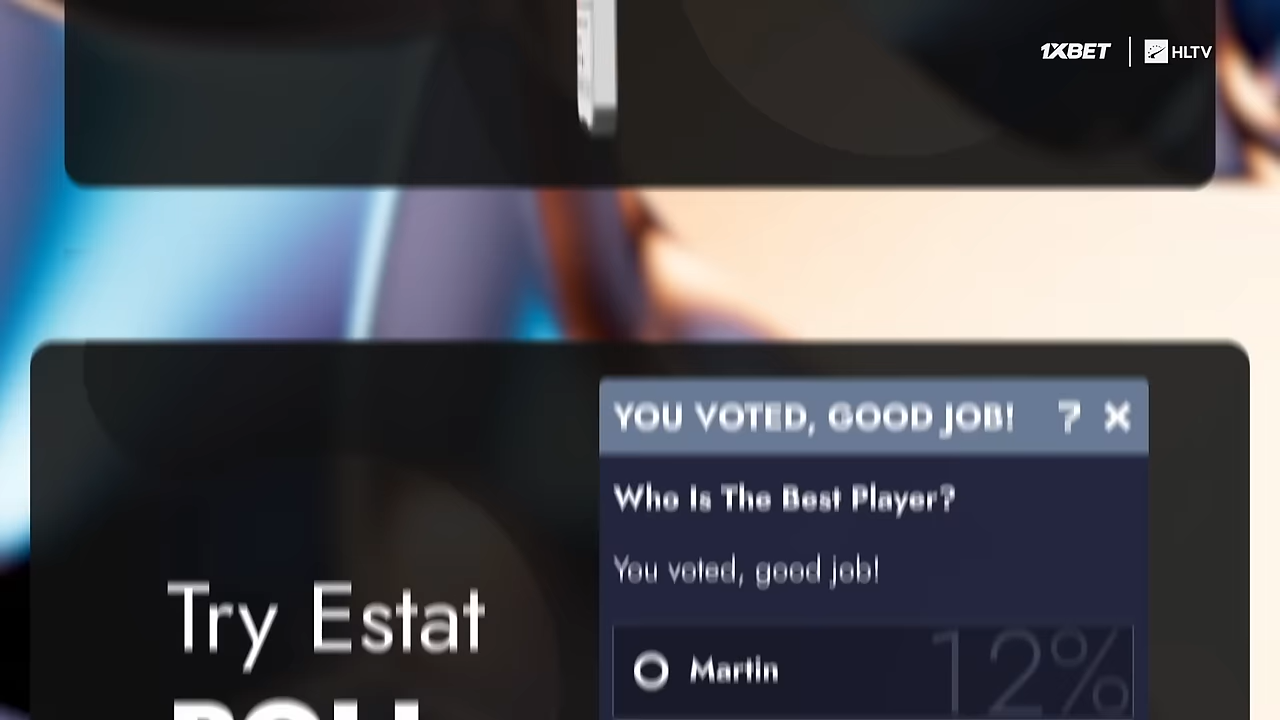 1XBET | HLTV
YOU VOTED, GOOD JOB! ? ×
Who Is The Best Player?
You voted, good job!
Martin 12%
Try Estat